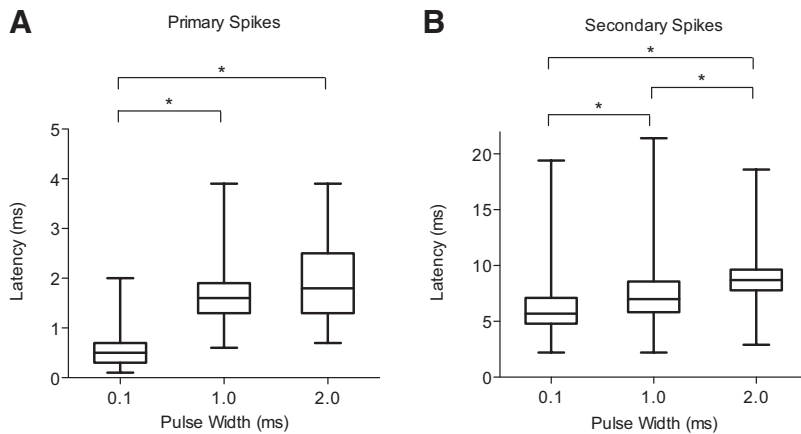 A
Primary Spikes
*
*
5
4
3
2
1
0
Latency (ms)
0.1 1.0 2.0
Pulse Width (ms)
B
Secondary Spikes
*
*
*
20
15
10
5
0
Latency (ms)
0.1 1.0 2.0
Pulse Width (ms)